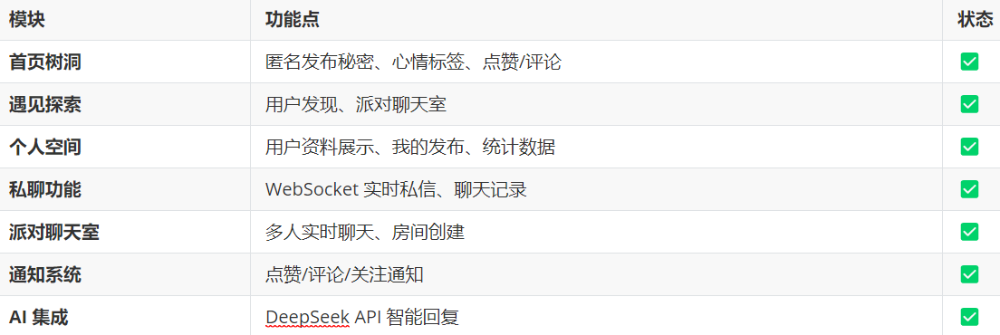 模块 功能点 状态
首页树洞 匿名发布秘密、心情标签、点赞/评论
遇见探索 用户发现、派对聊天室
个人空间 用户资料展示、我的发布、统计数据
私聊功能 WebSocket 实时私信、聊天记录
派对聊天室 多人实时聊天、房间创建
通知系统 点赞/评论/关注通知
AI 集成 DeepSeek API 智能回复